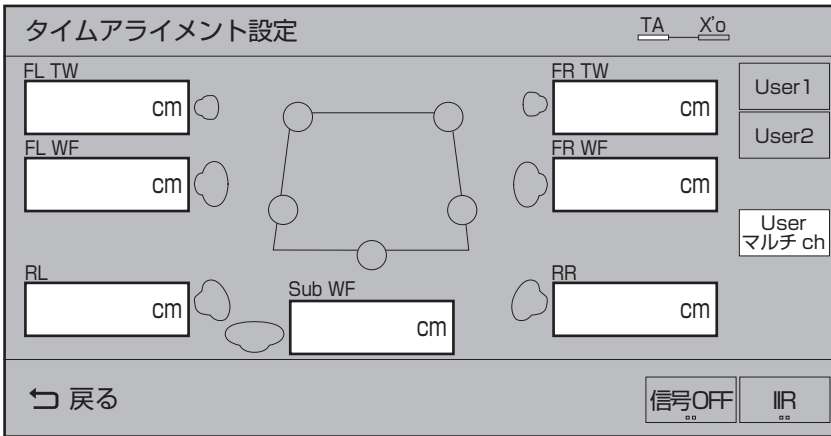 タイムアライメント設定
TA X'o
FL TW
cm
FR TW
cm
User1
User2
FL WF
cm
FR WF
cm
User
マルチ ch
RL
cm
Sub WF
cm
RR
cm
戻る
信号OFF
IIR